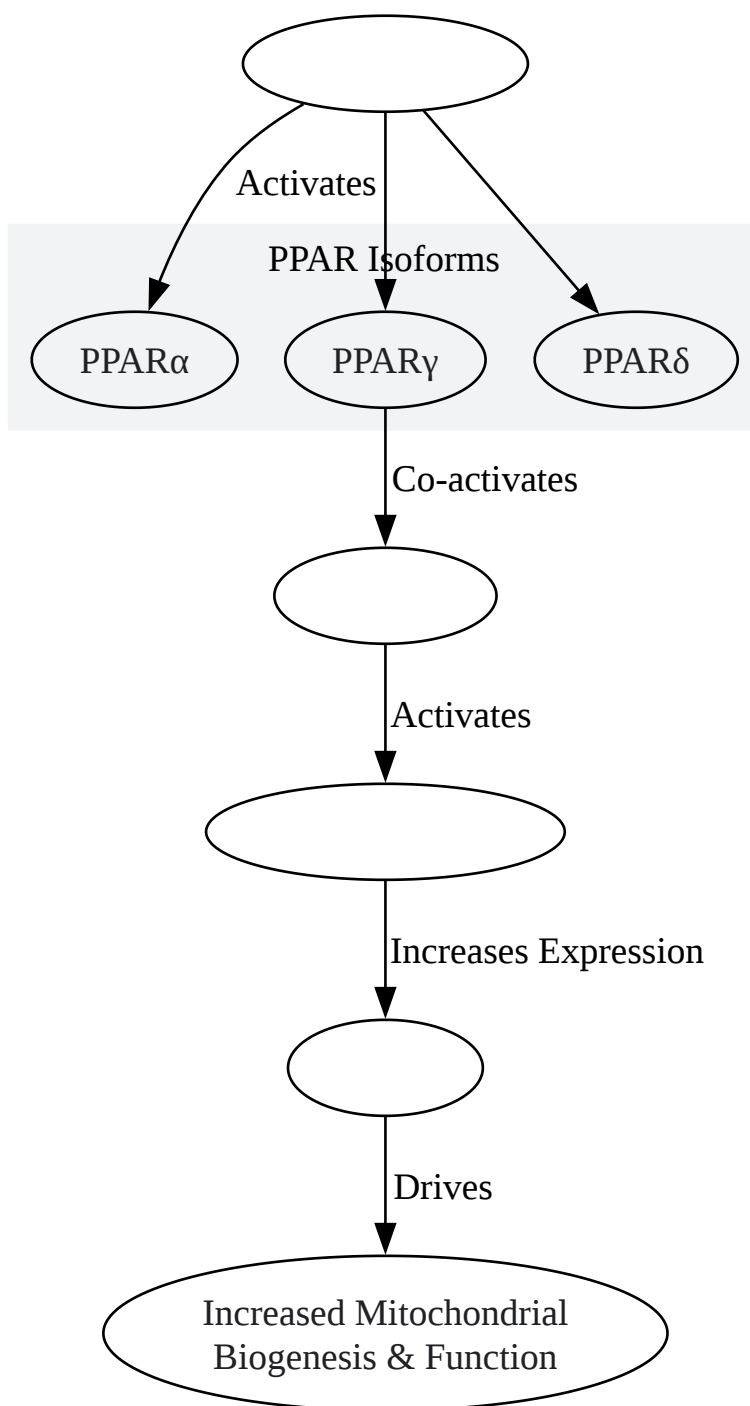 Activates
PPAR Isoforms
PPARα
PPARγ
PPARδ
Co-activates
Activates
Increases Expression
Drives
Increased Mitochondrial
Biogenesis & Function